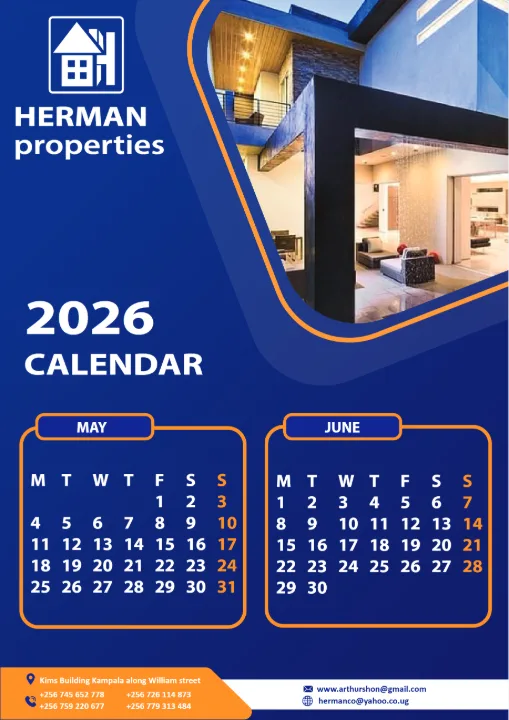 HERMAN
properties
2026
CALENDAR
MAY
M T W T F S S
1 2 3
4 5 6 7 8 9 10
11 12 13 14 15 16 17
18 19 20 21 22 23 24
25 26 27 28 29 30 31
JUNE
M T W T F S S
1 2 3 4 5 6 7
8 9 10 11 12 13 14
15 16 17 18 19 20 21
22 23 24 25 26 27 28
29 30
Kims Building Kampala along William street
+256 745 652 778 +256 726 114 873
+256 759 220 677 +256 779 313 484
www.arthurshon@gmail.com
hermanco@yahoo.co.ug